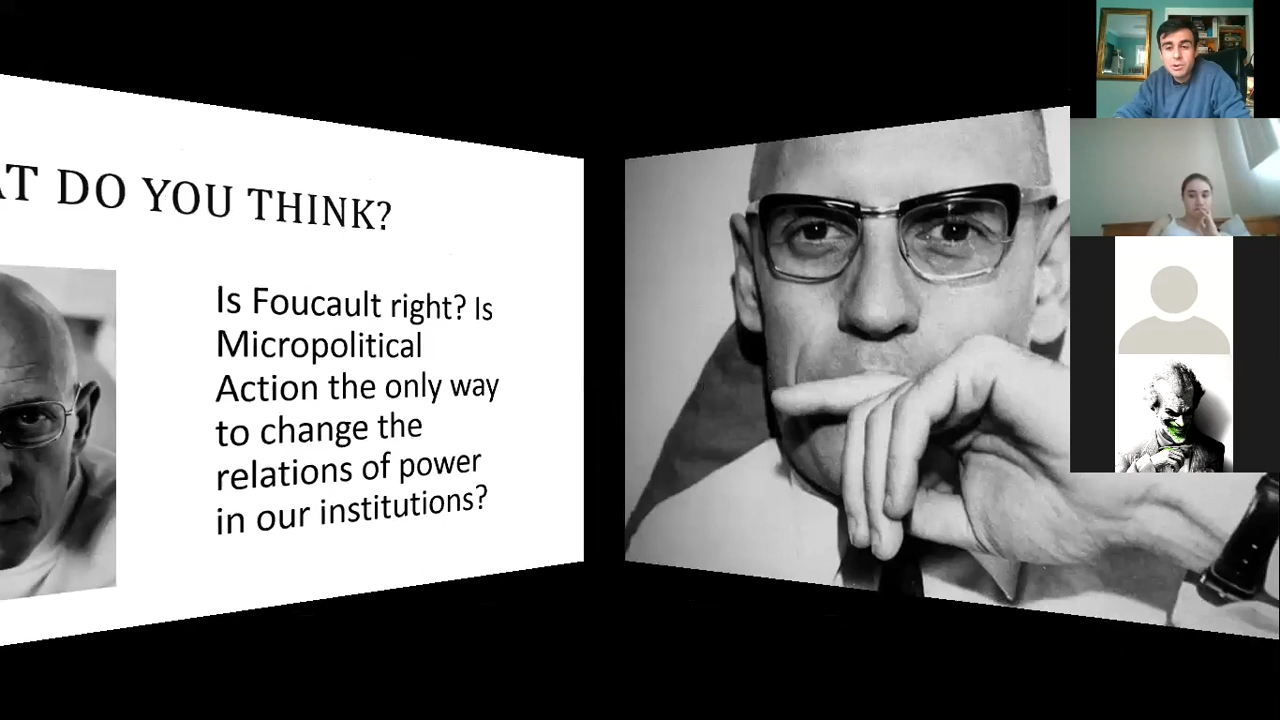 AT DO YOU THINK?
Is Foucault right? Is
Micropolitical
Action the only way
to change the
relations of power
in our institutions?